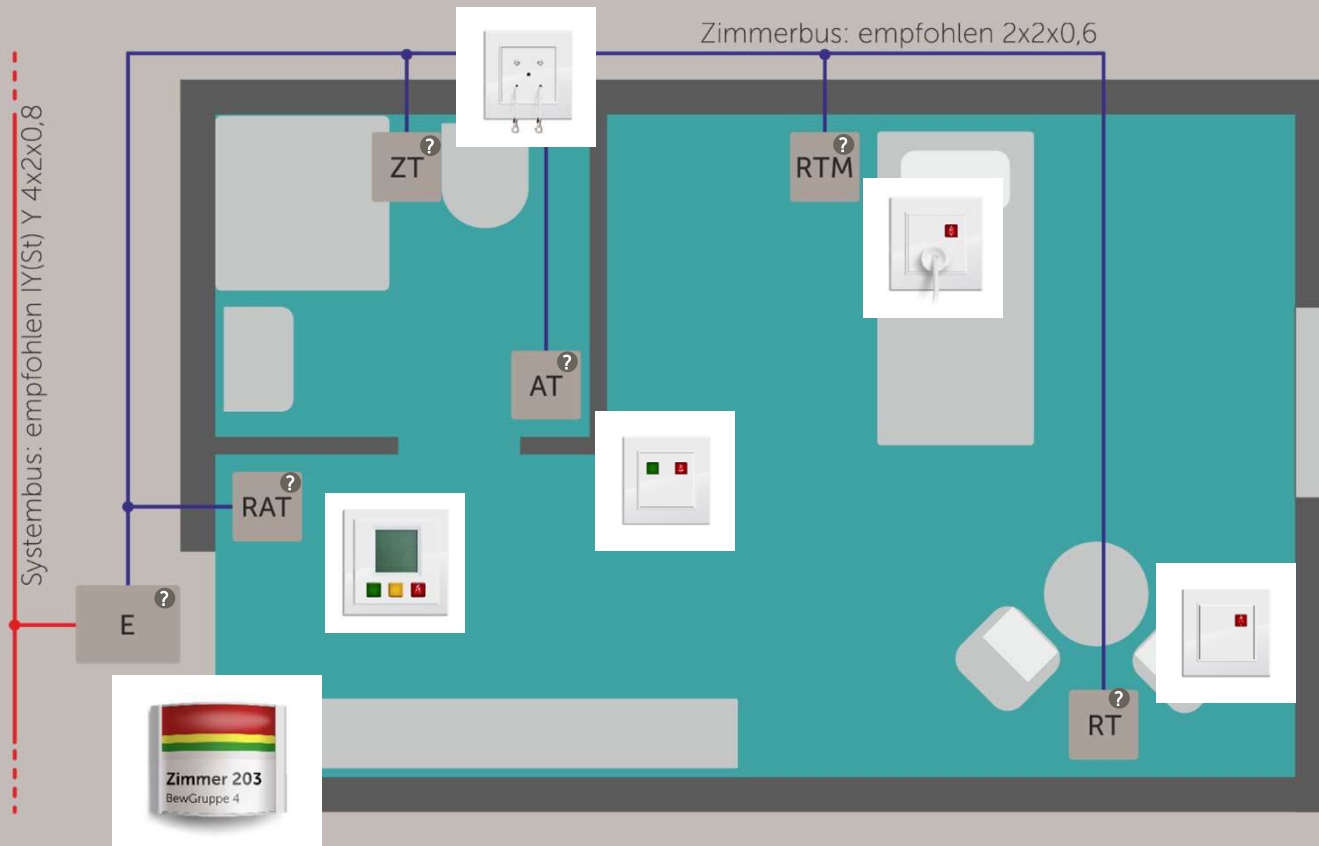 Zimmerbus: empfohlen 2x2x0,6
Systembus: empfohlen IY(St) Y 4x2x0,8
ZT ?
RTM ?
AT ?
RAT ?
E ?
RT ?
Zimmer 203
BewGruppe 4